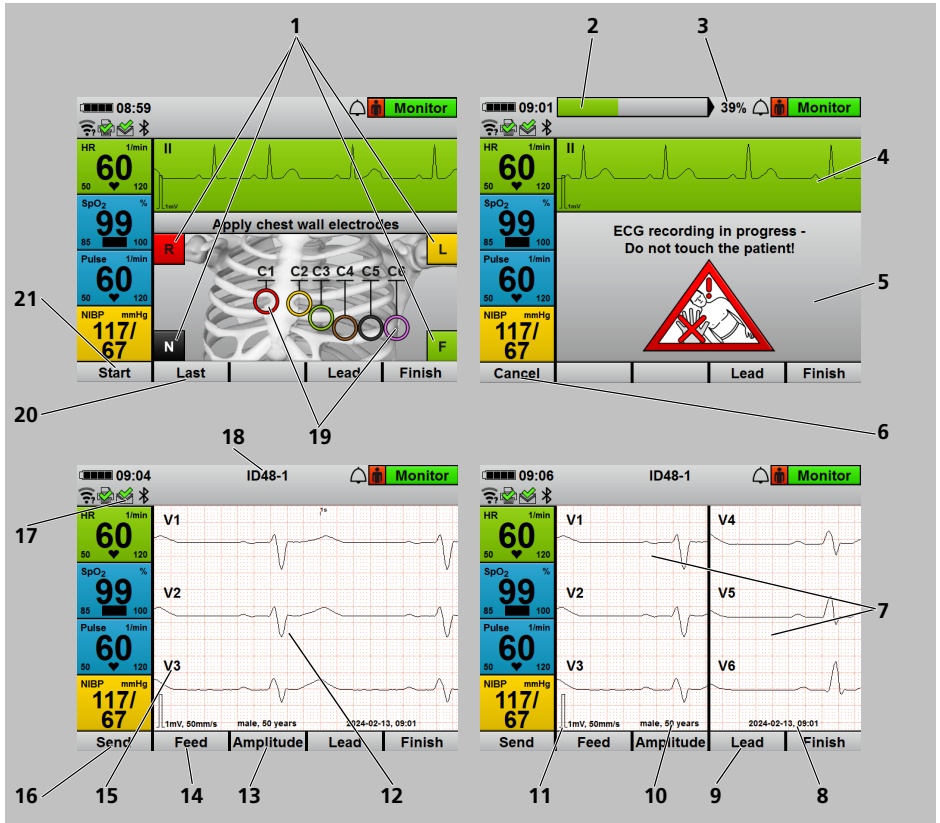 1
2
3
08:59
Monitor
HR 1/min
60
50 120
SpO2 %
99
85 100
Pulse 1/min
60
50 120
NIBP mmHg
117/
67
II
1mV
Apply chest wall electrodes
R
L
C1 C2 C3 C4 C5 C6
N
F
Start Last Lead Finish
09:01
39%
Monitor
HR 1/min
60
50 120
SpO2 %
99
85 100
Pulse 1/min
60
50 120
NIBP mmHg
117/
67
II
1mV
ECG recording in progress -
Do not touch the patient!
Cancel Lead Finish
4
5
6
21
20
19
18
09:04
ID48-1
Monitor
HR 1/min
60
50 120
SpO2 %
99
85 100
Pulse 1/min
60
50 120
NIBP mmHg
117/
67
V1
1s
V2
V3
1mV, 50mm/s male, 50 years 2024-02-13, 09:01
Send Feed Amplitude Lead Finish
09:06
ID48-1
Monitor
HR 1/min
60
50 120
SpO2 %
99
85 100
Pulse 1/min
60
50 120
NIBP mmHg
117/
67
V1
V4
V2
V5
V3
V6
1mV, 50mm/s male, 50 years 2024-02-13, 09:01
Send Feed Amplitude Lead Finish
17
7
16 15 14 13 12 11 10 9 8